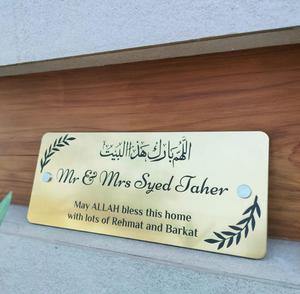 اللهم بارك هذا البيت
Mr & Mrs Syed Taher
May ALLAH bless this home
with lots of Rehmat and Barkat